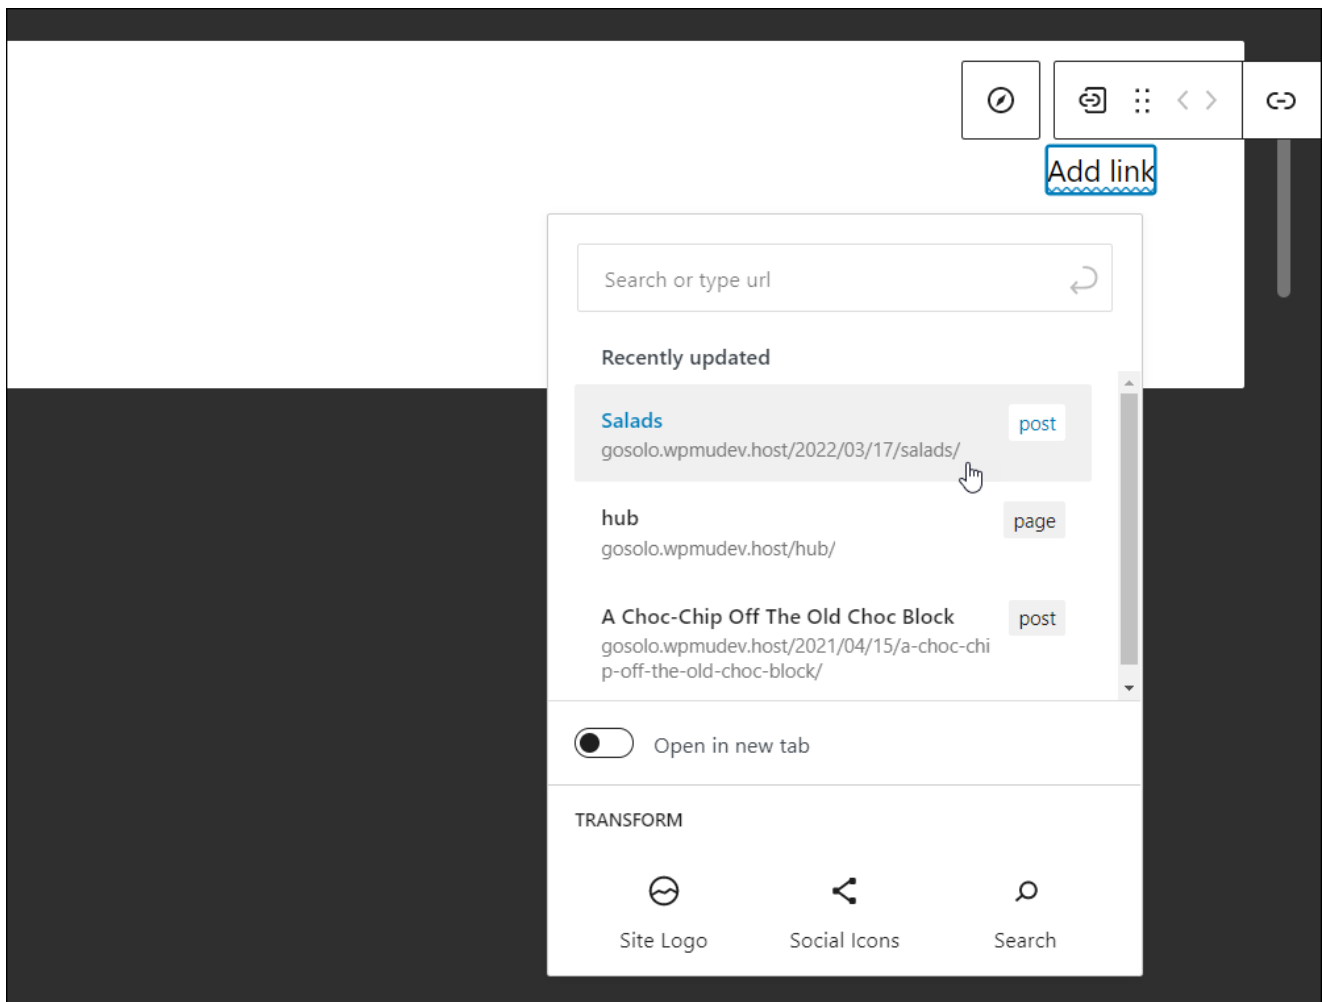 Add link
Search or type url
Recently updated
Salads
post
gosolo.wpmudev.host/2022/03/17/salads/
hub
page
gosolo.wpmudev.host/hub/
A Choc-Chip Off The Old Choc Block
post
gosolo.wpmudev.host/2021/04/15/a-choc-chi
p-off-the-old-choc-block/
Open in new tab
TRANSFORM
Site Logo
Social Icons
Search